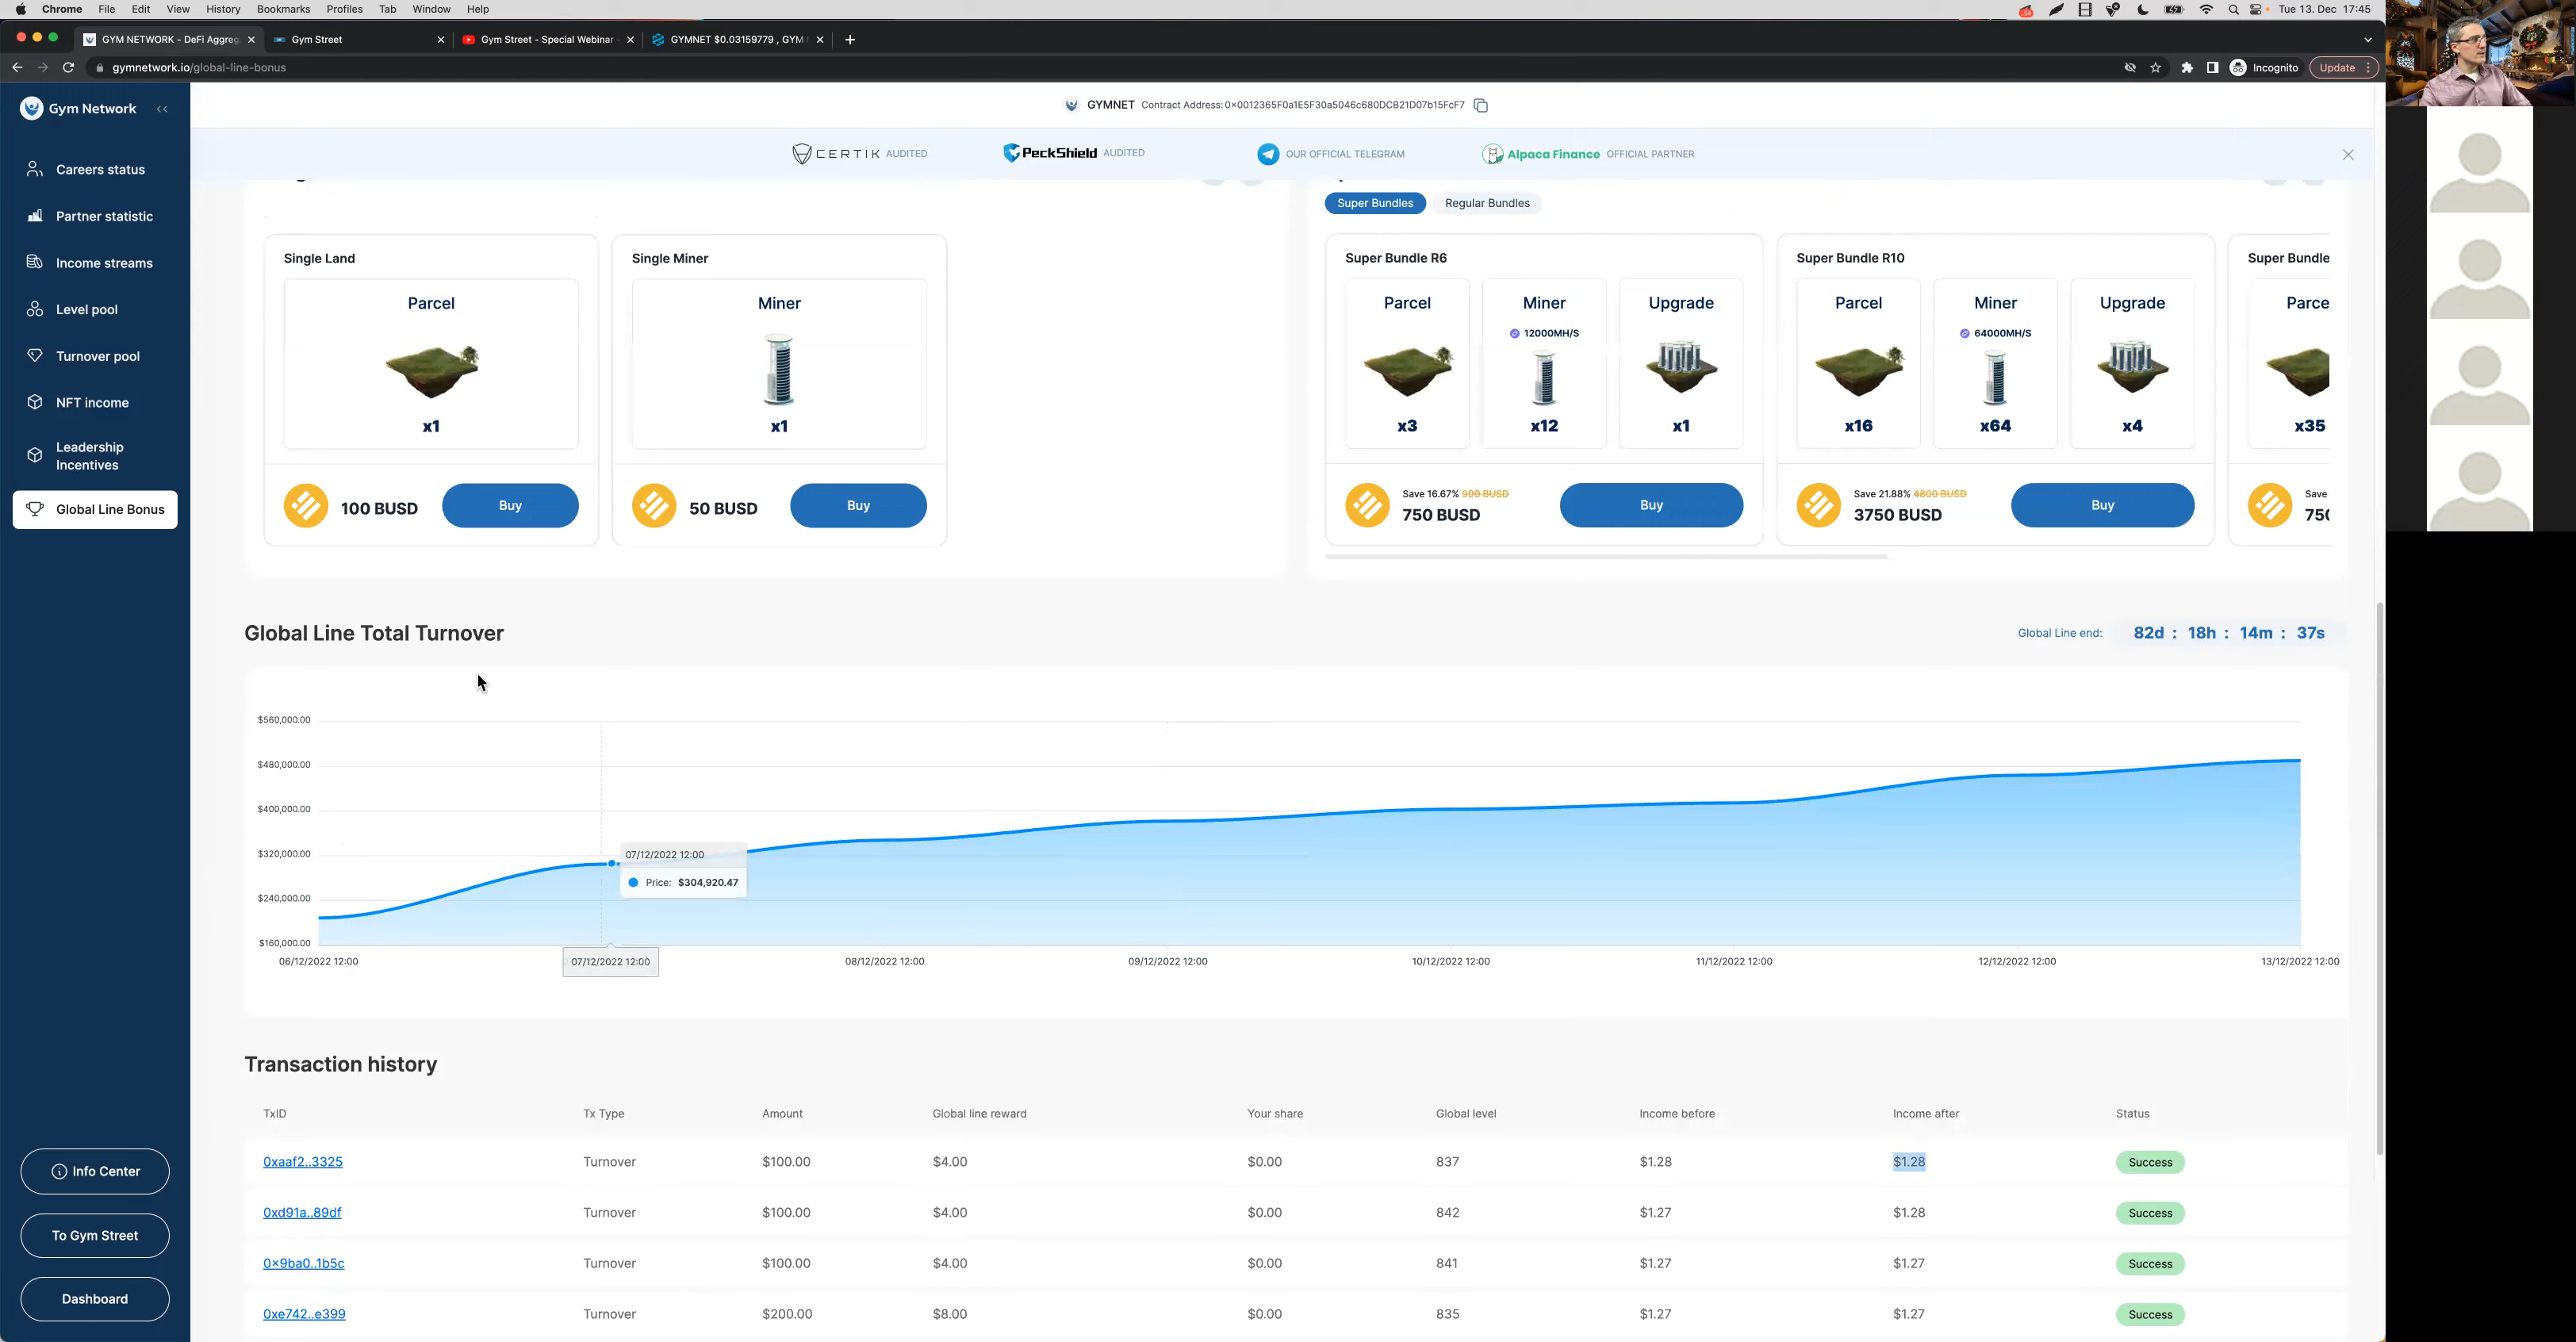 Chrome File Edit View History Bookmarks Profiles Tab Window Help
Tue 13. Dec 17:45
GYM NETWORK - DeFi Aggreg
Gym Street
Gym Street - Special Webinar
GYMNET $0.03159779 , GYM
gymnetwork.io/global-line-bonus
Incognito
Update
Gym Network
GYMNET Contract Address: 0x0012365F0a1E5F30a5046c680DCB21D07b15FcF7
CERTIK AUDITED
PeckShield AUDITED
OUR OFFICIAL TELEGRAM
Alpaca Finance OFFICIAL PARTNER
Careers status
Partner statistic
Income streams
Level pool
Turnover pool
NFT income
Leadership
Incentives
Global Line Bonus
Info Center
To Gym Street
Dashboard
Single Land
Parcel
x1
100 BUSD
Buy
Single Miner
Miner
x1
50 BUSD
Buy
Super Bundles
Regular Bundles
Super Bundle R6
Parcel
x3
Miner
12000MH/S
x12
Upgrade
x1
Save 16.67% 900 BUSD
750 BUSD
Buy
Super Bundle R10
Parcel
x16
Miner
64000MH/S
x64
Upgrade
x4
Save 21.88% 4800 BUSD
3750 BUSD
Buy
Super Bundle
Parce
x35
Save
Global Line Total Turnover
Global Line end: 82d : 18h : 14m : 37s
$560,000.00
$480,000.00
$400,000.00
$320,000.00
$240,000.00
$160,000.00
07/12/2022 12:00
Price: $304,920.47
06/12/2022 12:00 07/12/2022 12:00 08/12/2022 12:00 09/12/2022 12:00 10/12/2022 12:00 11/12/2022 12:00 12/12/2022 12:00 13/12/2022 12:00
Transaction history
TxID Tx Type Amount Global line reward Your share Global level Income before Income after Status
0xaaf2..3325 Turnover $100.00 $4.00 $0.00 837 $1.28 $1.28 Success
0xd91a..89df Turnover $100.00 $4.00 $0.00 842 $1.27 $1.28 Success
0x9ba0..1b5c Turnover $100.00 $4.00 $0.00 841 $1.27 $1.27 Success
0xe742..e399 Turnover $200.00 $8.00 $0.00 835 $1.27 $1.27 Success